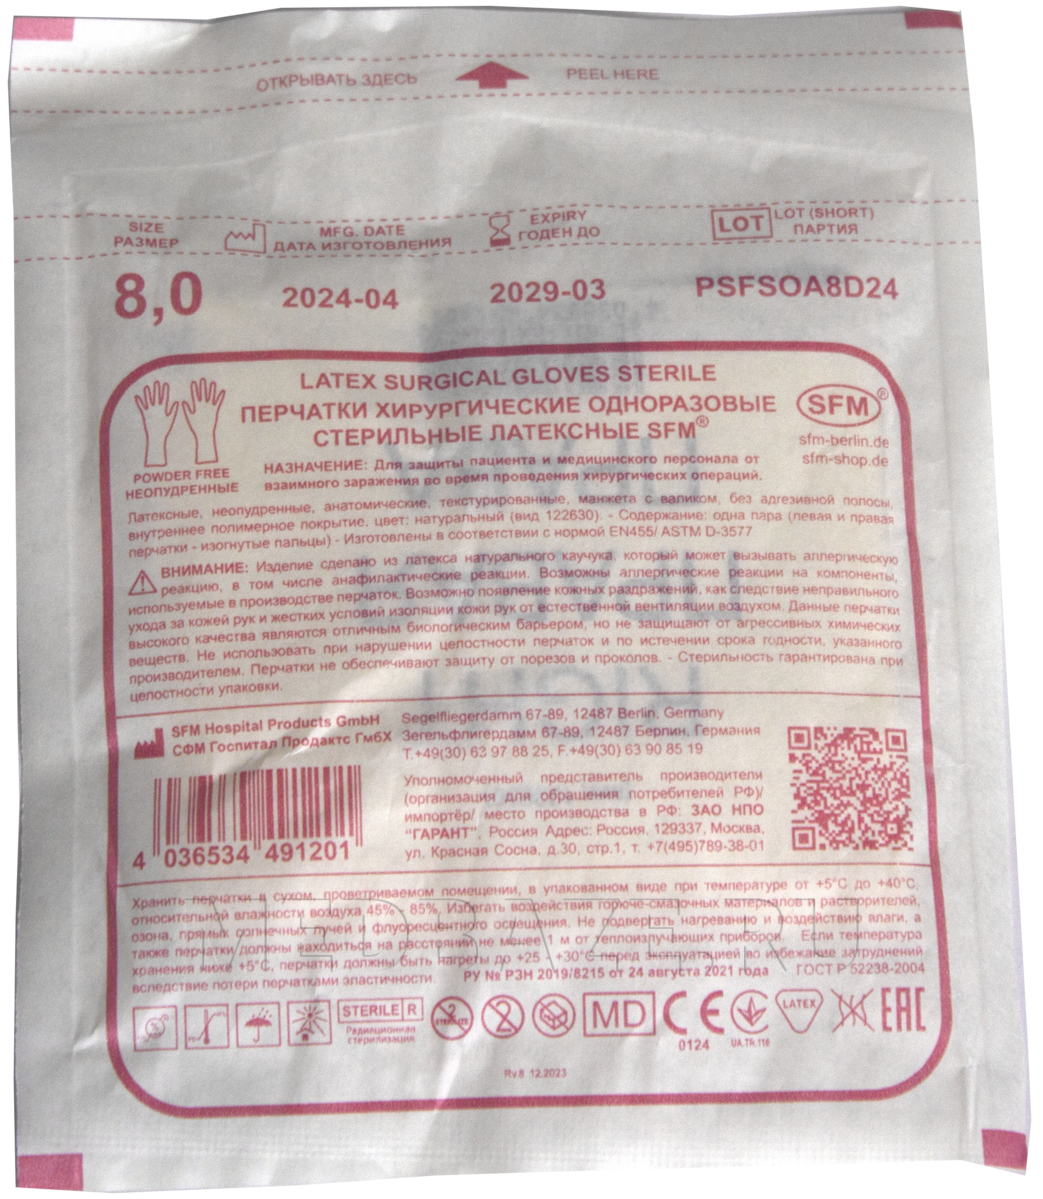 ОТКРЫВАТЬ ЗДЕСЬ PEEL HERE
SIZE
РАЗМЕР
MFG. DATE
ДАТА ИЗГОТОВЛЕНИЯ
EXPIRY
ГОДЕН ДО
LOT LOT (SHORT)
ПАРТИЯ
8,0 2024-04 2029-03 PSFSOA8D24
LATEX SURGICAL GLOVES STERILE
ПЕРЧАТКИ ХИРУРГИЧЕСКИЕ ОДНОРАЗОВЫЕ
СТЕРИЛЬНЫЕ ЛАТЕКСНЫЕ SFM®
SFM®
sfm-berlin.de
sfm-shop.de
POWDER FREE
НЕОПУДРЕННЫЕ
НАЗНАЧЕНИЕ: Для защиты пациента и медицинского персонала от
взаимного заражения во время проведения хирургических операций.
Латексные, неопудренные, анатомические, текстурированные, манжета с валиком, без адгезивной полосы,
внутреннее полимерное покрытие, цвет: натуральный (вид 122630). - Содержание: одна пара (левая и правая
перчатки - изогнутые пальцы) - Изготовлены в соответствии с нормой EN455/ ASTM D-3577
ВНИМАНИЕ: Изделие сделано из латекса натурального каучука, который может вызывать аллергическую
реакцию, в том числе анафилактические реакции. Возможны аллергические реакции на компоненты,
используемые в производстве перчаток. Возможно появление кожных раздражений, как следствие неправильного
ухода за кожей рук и жестких условий изоляции кожи рук от естественной вентиляции воздухом. Данные перчатки
высокого качества являются отличным биологическим барьером, но не защищают от агрессивных химических
веществ. Не использовать при нарушении целостности перчаток и по истечении срока годности, указанного
производителем. Перчатки не обеспечивают защиту от порезов и проколов. - Стерильность гарантирована при
целостности упаковки.
SFM Hospital Products GmbH
СФМ Госпитал Продактс ГмбХ
Segelfliegerdamm 67-89, 12487 Berlin, Germany
Зегельфлигердамм 67-89, 12487 Берлин, Германия
Т.+49(30) 63 97 88 25, F.+49(30) 63 90 85 19
Уполномоченный представитель производителя
(организация для обращения потребителей РФ)/
импортёр/ место производства в РФ: ЗАО НПО
"ГАРАНТ", Россия Адрес: Россия, 129337, Москва,
ул. Красная Сосна, д.30, стр.1, т. +7(495)789-38-01
4 036534 491201
Хранить перчатки в сухом, проветриваемом помещении, в упакованном виде при температуре от +5°C до +40°C,
относительной влажности воздуха 45% - 85%. Избегать воздействия горюче-смазочных материалов и растворителей,
озона, прямых солнечных лучей и флуоресцентного освещения. Не подвергать нагреванию и воздействию влаги, а
также перчатки должны находиться на расстоянии не менее 1 м от теплоизлучающих приборов. Если температура
хранения ниже +5°C, перчатки должны быть нагреты до +25 - +30°C перед эксплуатацией во избежание затруднений
вследствие потери перчатками эластичности. РУ № РЗН 2019/8215 от 24 августа 2021 года ГОСТ Р 52238-2004
STERILE R
Радиационная
стерилизация
2 STERILIZE
2
MD
CE
0124
UA.TR.116
LATEX
EAC
Rv8 12.2023